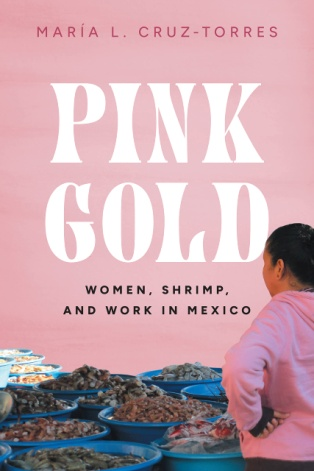 MARÍA L. CRUZ-TORRES
PINK
GOLD
WOMEN, SHRIMP,
AND WORK IN MEXICO